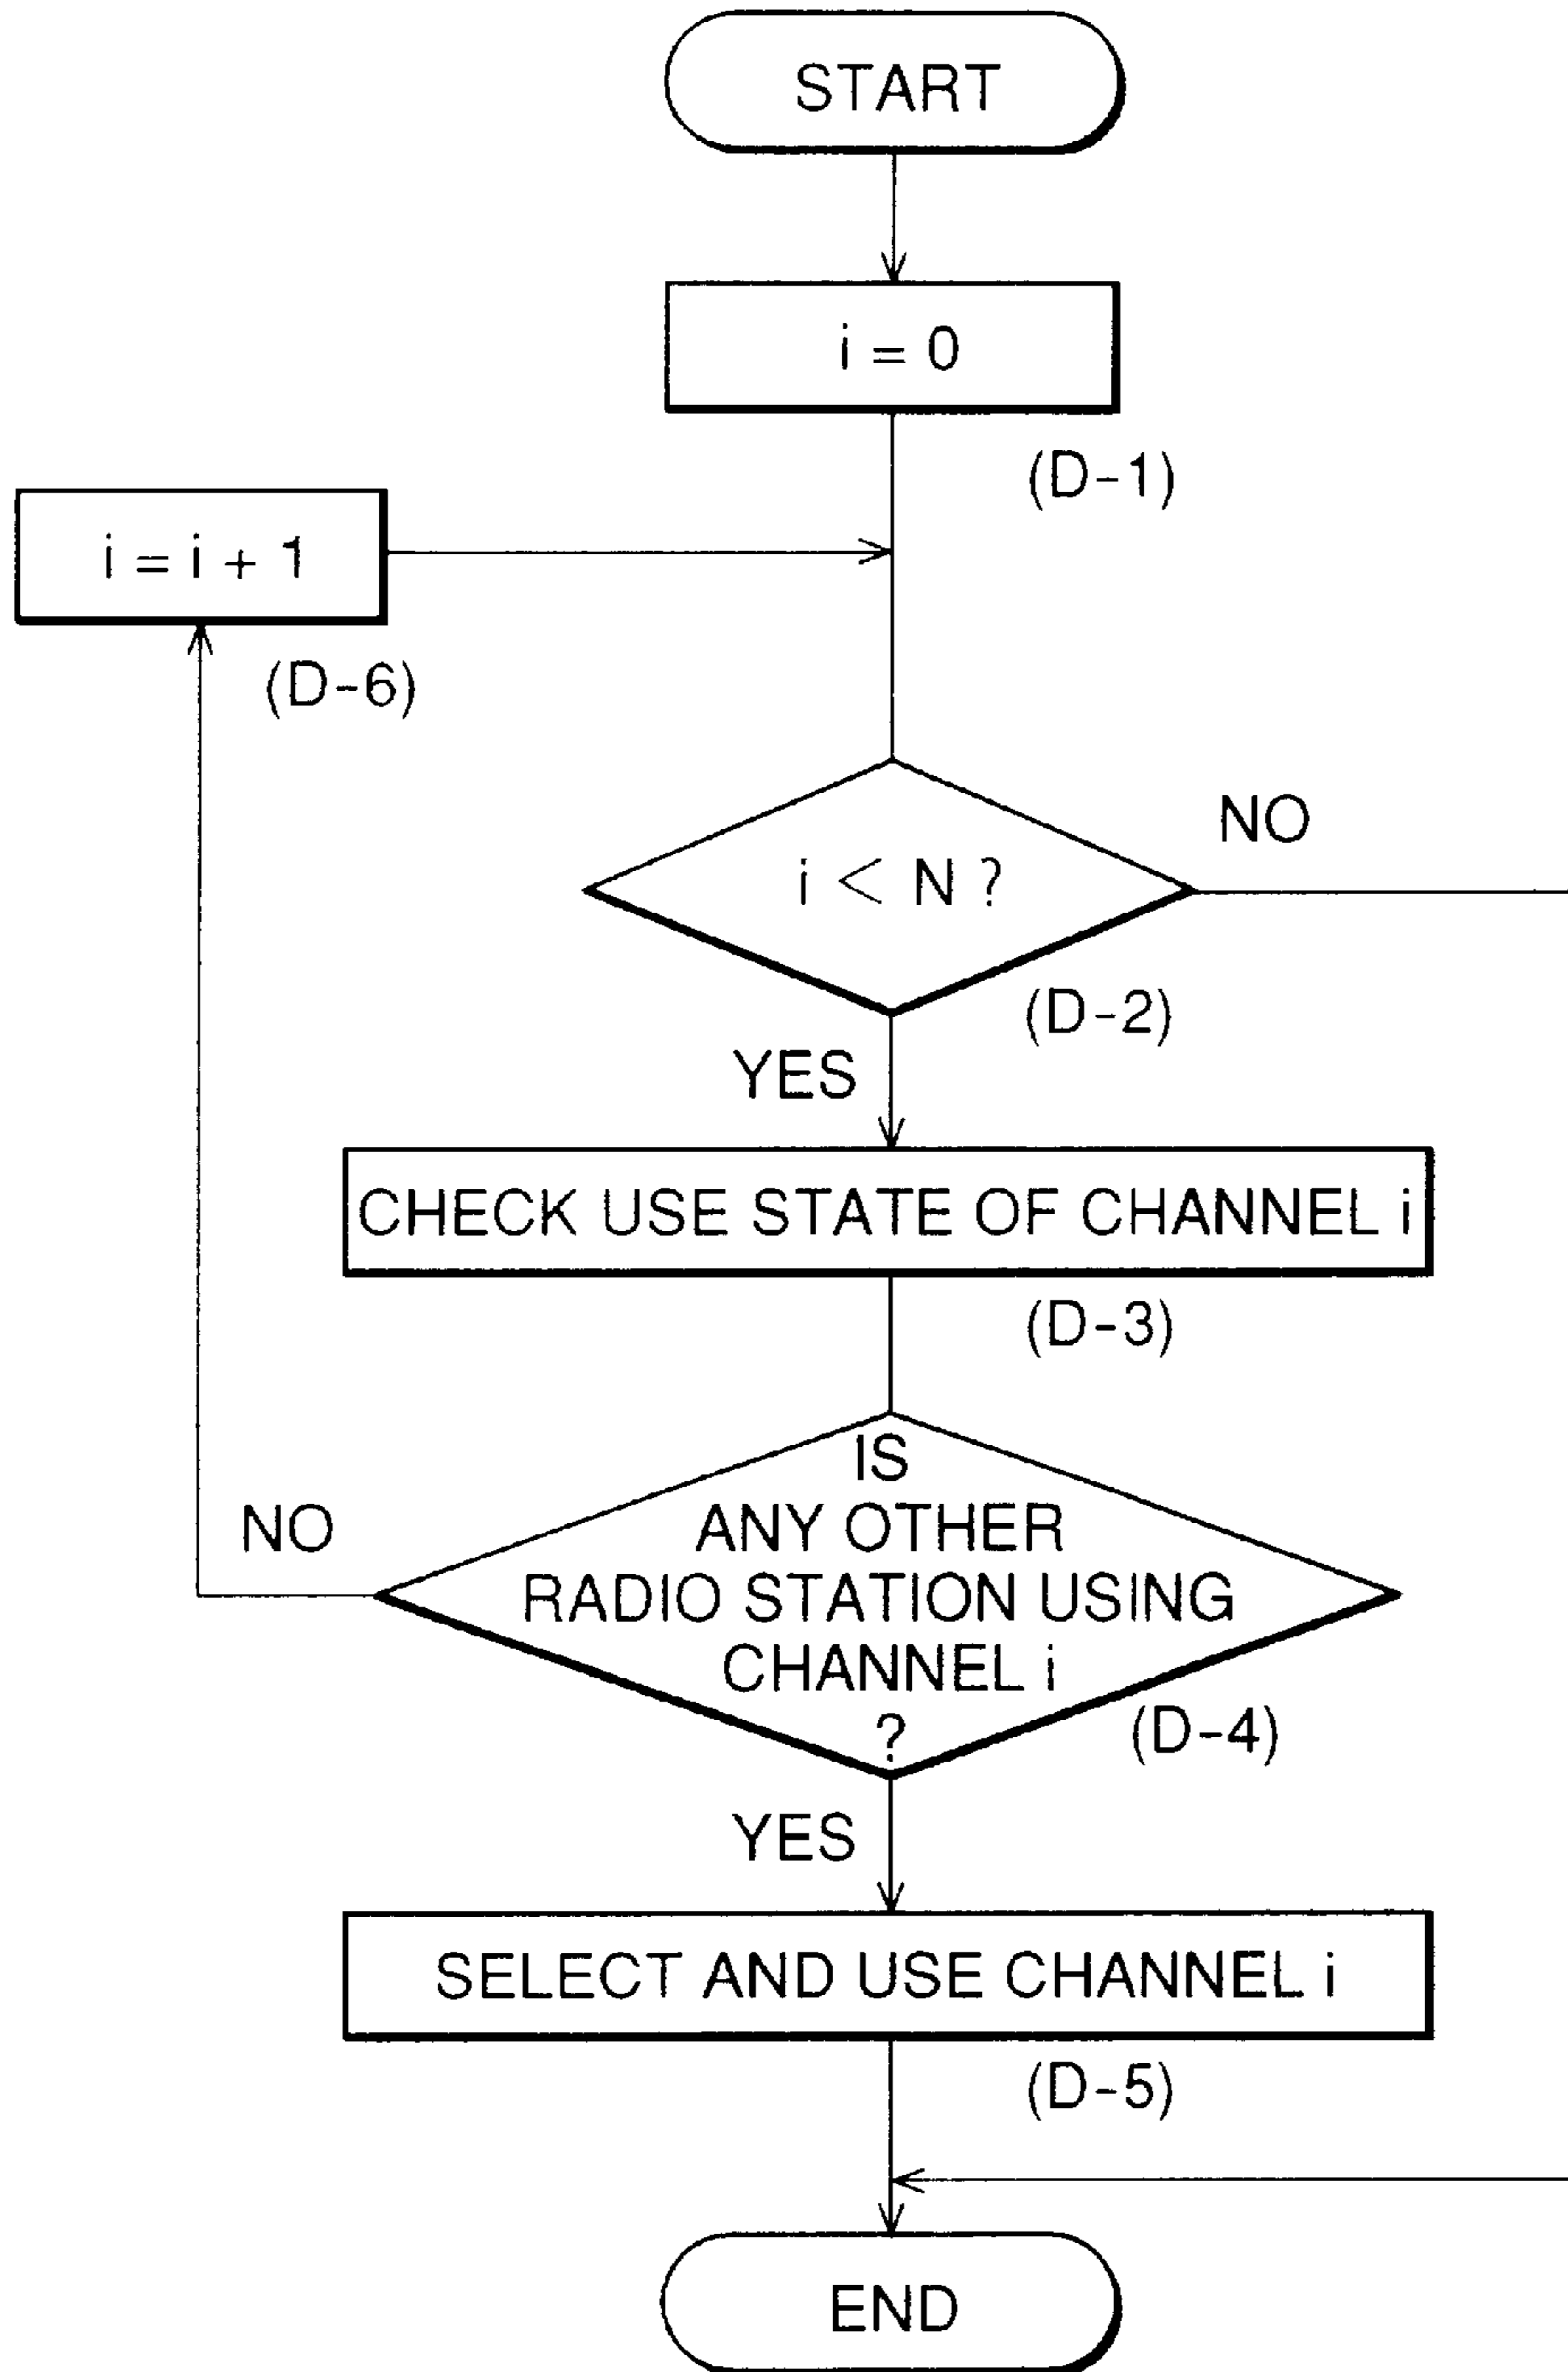 START
i = 0
(D-1)
i = i + 1
(D-6)
NO
i < N ?
(D-2)
YES
CHECK USE STATE OF CHANNEL i
(D-3)
IS
ANY OTHER
NO
RADIO STATION USING
CHANNEL i
?
(D-4)
YES
SELECT AND USE CHANNEL i
(D-5)
END